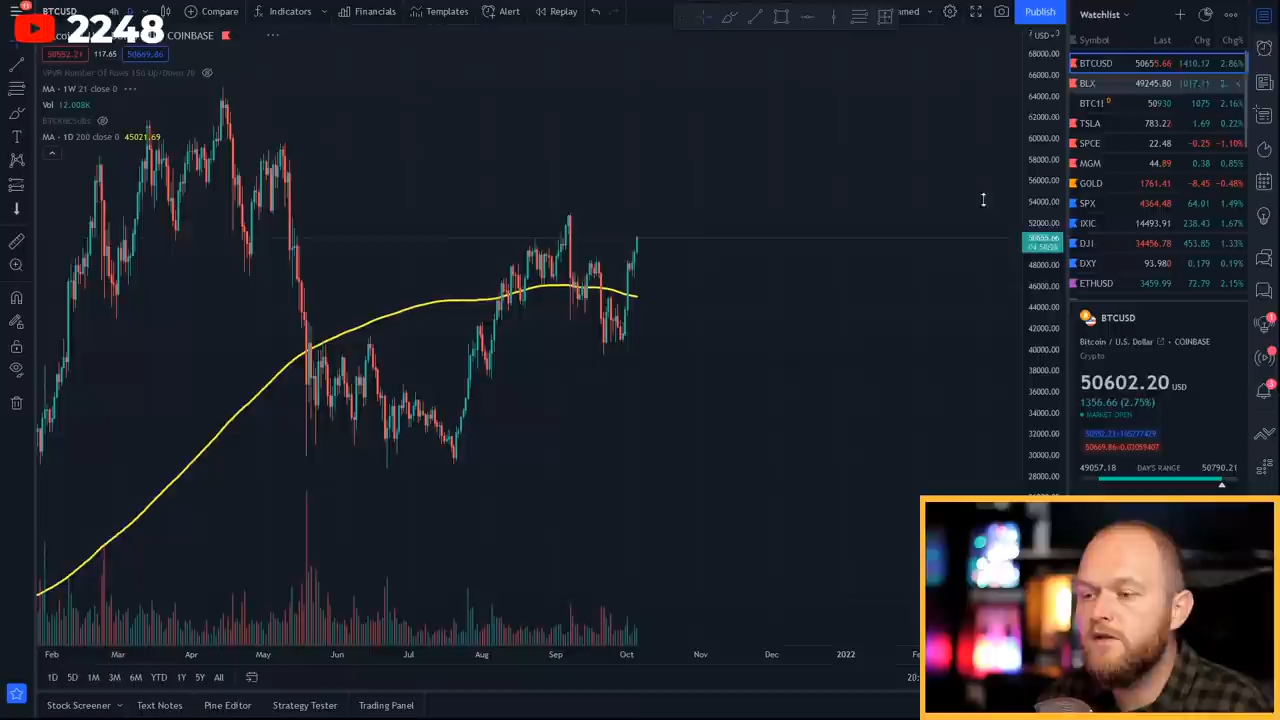 2248
BTCUSD
4h
D
Compare
Indicators
Financials
Templates
Alert
Replay
Publish
COINBASE
50552.21
117.65
50669.86
VPVR Number Of Rows 150 Up/Down 70
MA · 1W 21 close 0
Vol 12.008K
MA · 1D 200 close 0 45021.69
USD
68000.00
66000.00
64000.00
62000.00
60000.00
58000.00
56000.00
54000.00
52000.00
50655.66
48000.00
46000.00
44000.00
42000.00
40000.00
38000.00
36000.00
34000.00
32000.00
30000.00
28000.00
Feb Mar Apr May Jun Jul Aug Sep Oct Nov Dec 2022
1D 5D 1M 3M 6M YTD 1Y 5Y All
Stock Screener
Text Notes
Pine Editor
Strategy Tester
Trading Panel
Watchlist
Symbol Last Chg Chg%
BTCUSD 50655.66 1410.12 2.86%
BLX 49245.80
BTC1! D 50930 1075 2.16%
TSLA 783.22 1.69 0.22%
SPCE 22.48 -0.25 -1.10%
MGM 44.89 0.38 0.85%
GOLD 1761.41 -8.45 -0.48%
SPX 4364.48 64.01 1.49%
IXIC 14493.91 238.43 1.67%
DJI 34456.78 453.85 1.33%
DXY 93.980 0.179 0.19%
ETHUSD 3459.99 72.79 2.15%
BTCUSD
Bitcoin / U.S. Dollar • COINBASE
Crypto
50602.20 USD
1356.66 (2.75%)
MARKET OPEN
49057.18 DAY'S RANGE 50790.21